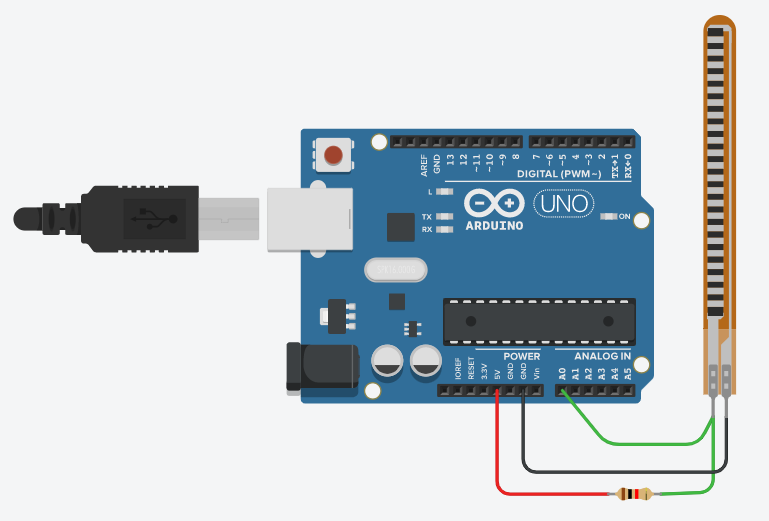 AREF
GND
13
12
~11
~10
~9
8
7
~6
~5
4
~3
2
TX→1
RX←0
DIGITAL (PWM~)
L
TX
RX
ARDUINO
UNO
ON
POWER
ANALOG IN
IOREF
RESET
3.3V
5V
GND
GND
Vin
A0
A1
A2
A3
A4
A5